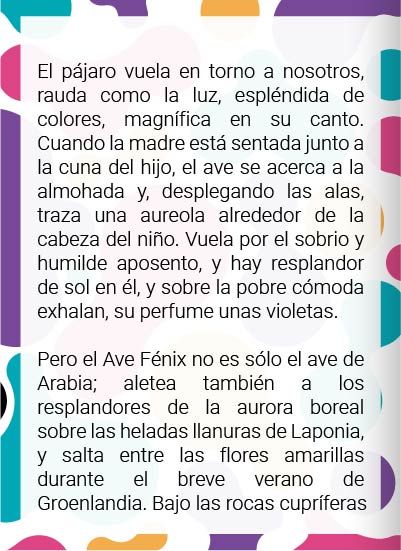 El pájaro vuela en torno a nosotros,
rauda como la luz, espléndida de
colores, magnífica en su canto.
Cuando la madre está sentada junto a
la cuna del hijo, el ave se acerca a la
almohada y, desplegando las alas,
traza una aureola alrededor de la
cabeza del niño. Vuela por el sobrio y
humilde aposento, y hay resplandor
de sol en él, y sobre la pobre cómoda
exhalan, su perfume unas violetas.

Pero el Ave Fénix no es sólo el ave de
Arabia; aletea también a los
resplandores de la aurora boreal
sobre las heladas llanuras de Laponia,
y salta entre las flores amarillas
durante el breve verano de
Groenlandia. Bajo las rocas cupríferas